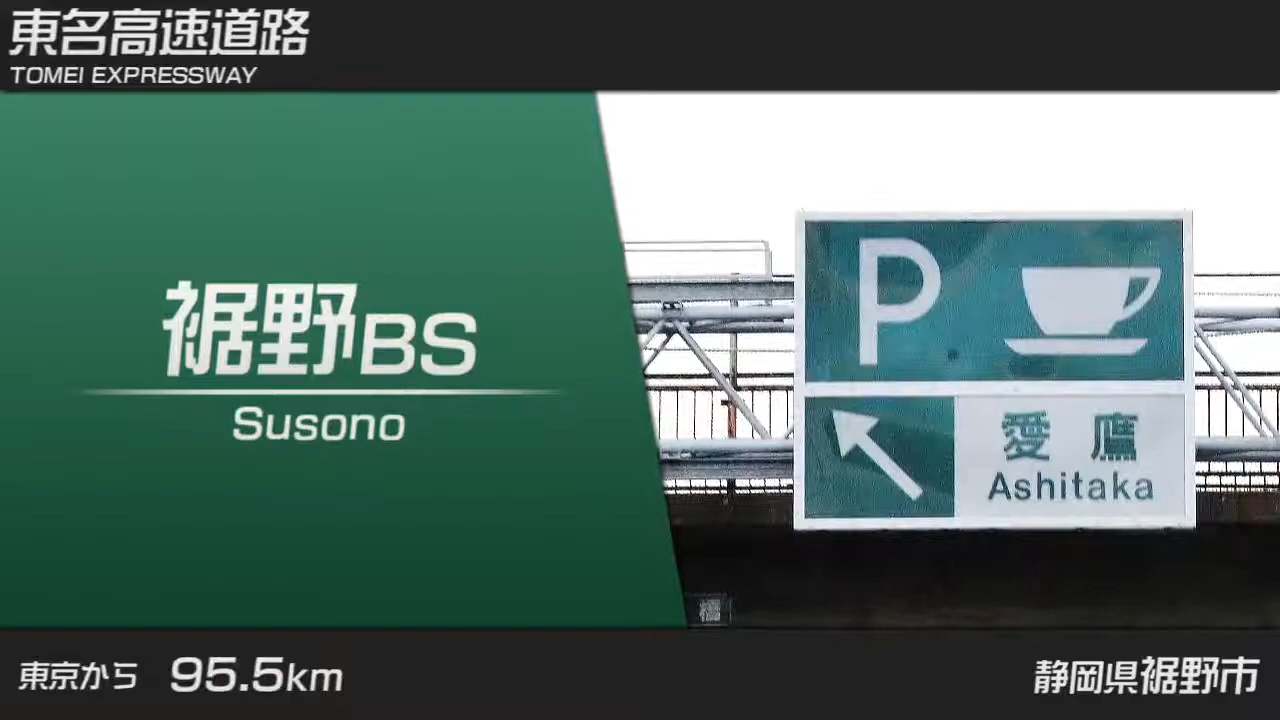 東名高速道路
TOMEI EXPRESSWAY
裾野BS
Susono
P
愛鷹
Ashitaka
東京から 95.5km
静岡県裾野市